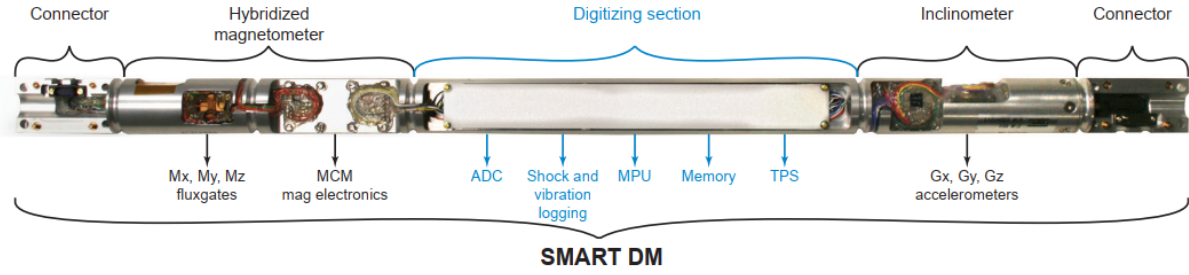 Connector
Hybridized
magnetometer
Digitizing section
Inclinometer
Connector
Mx, My, Mz
fluxgates
MCM
mag electronics
ADC
Shock and
vibration
logging
MPU
Memory
TPS
Gx, Gy, Gz
accelerometers
SMART DM